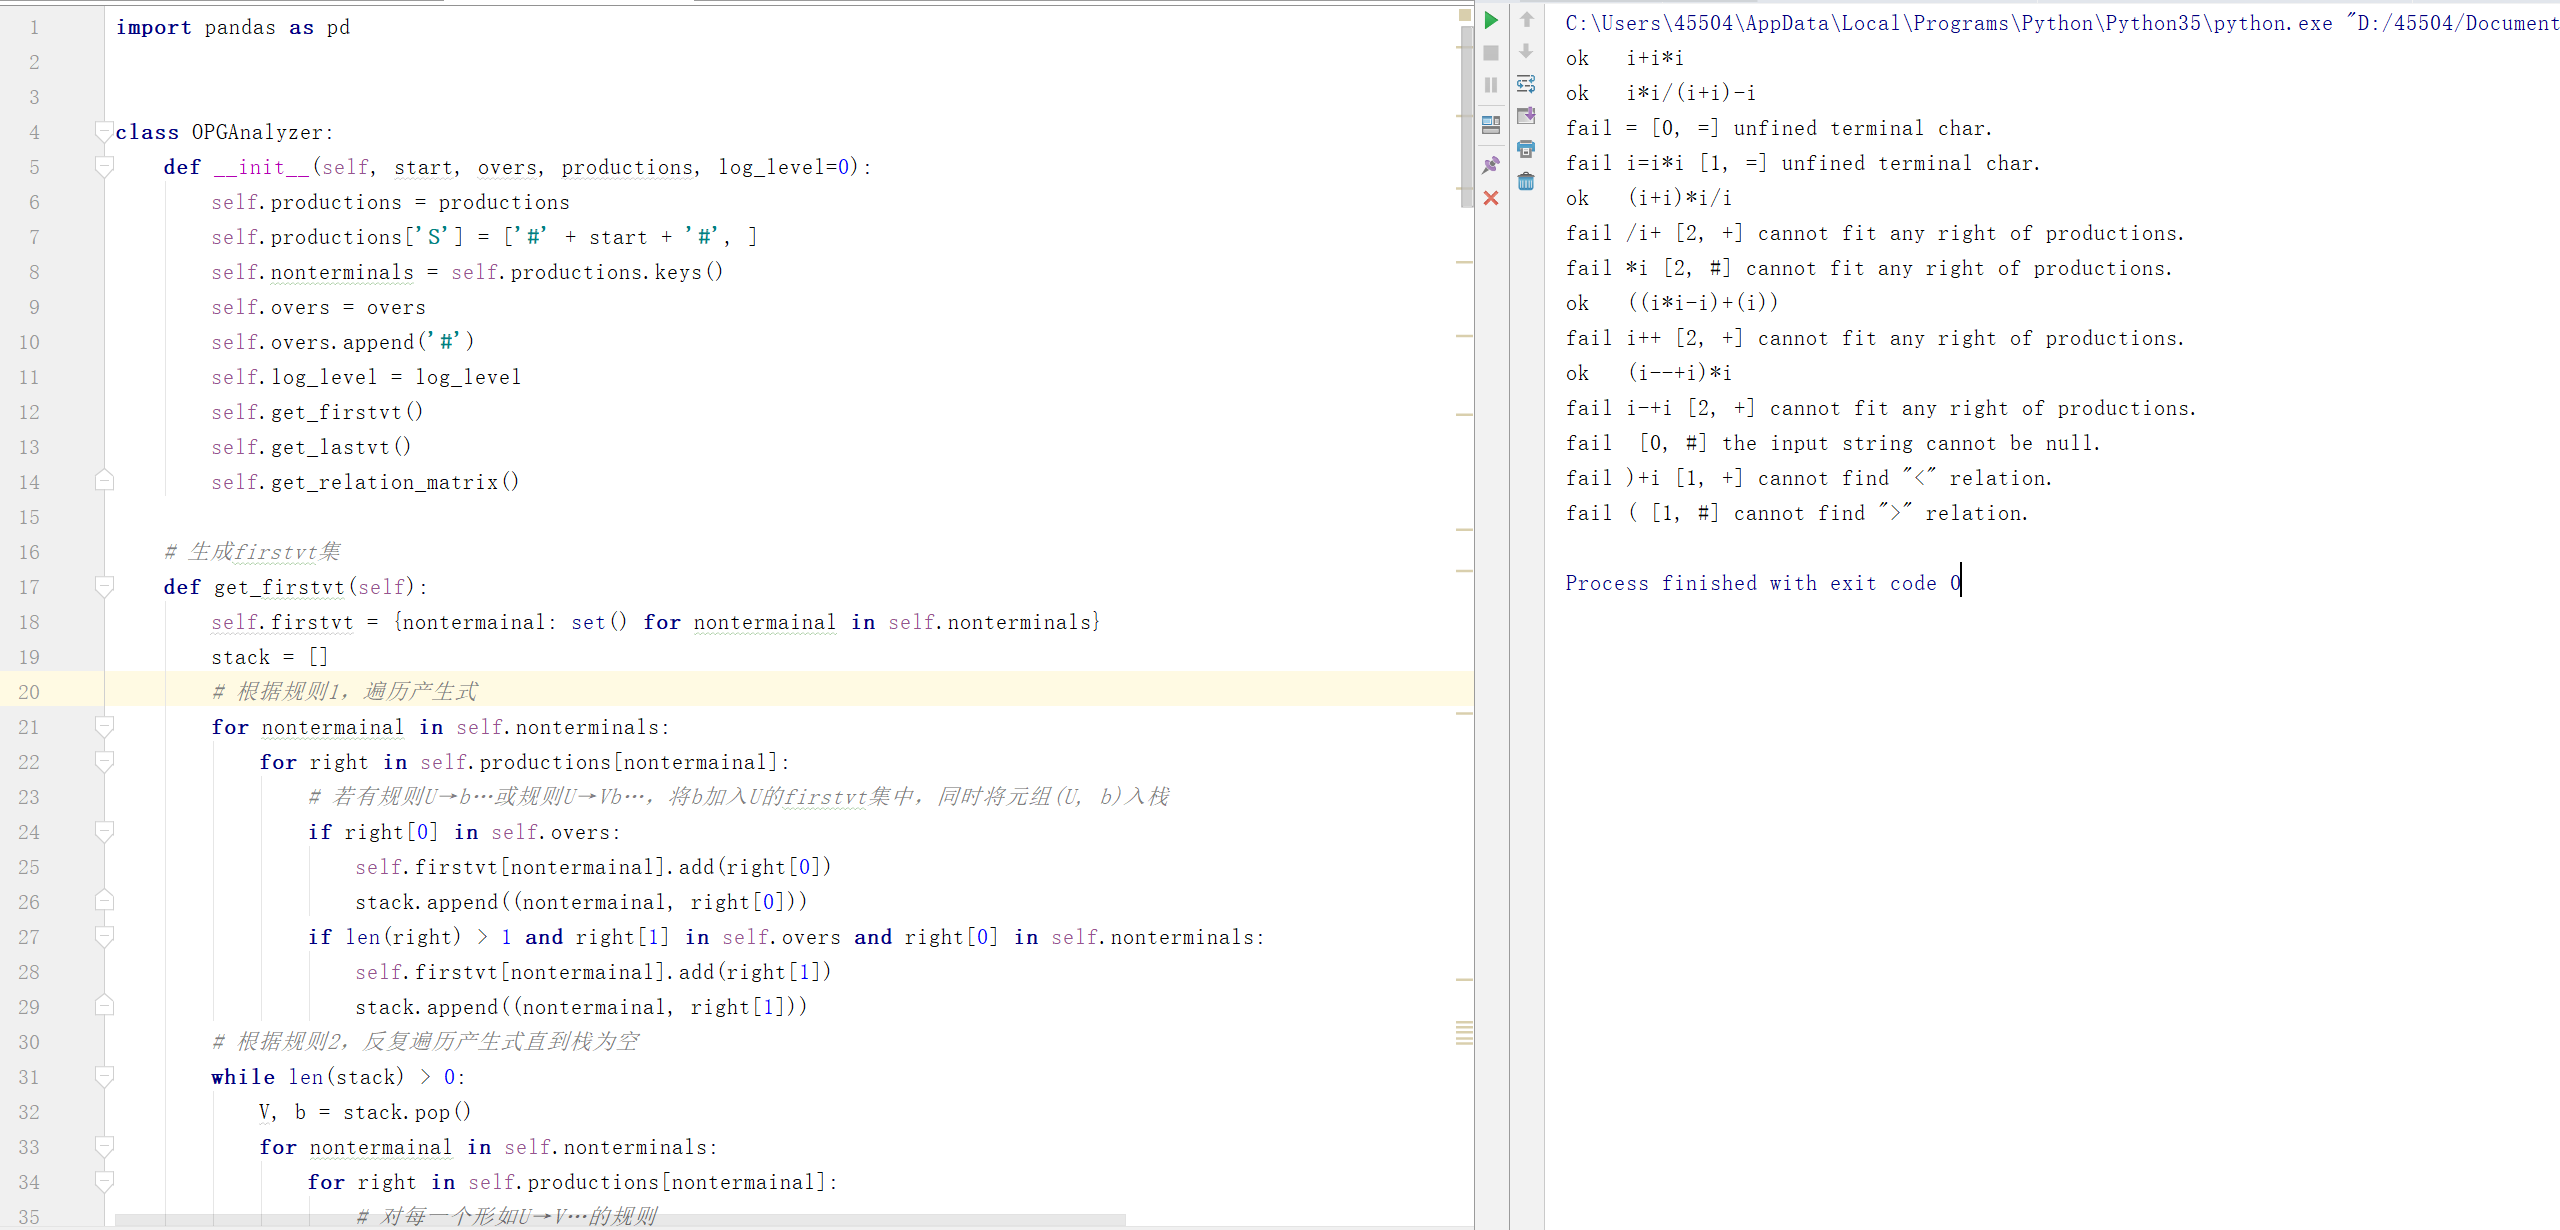 1 import pandas as pd
2
3
4 class OPGAnalyzer:
5 def __init__(self, start, overs, productions, log_level=0):
6 self.productions = productions
7 self.productions['S'] = ['#' + start + '#', ]
8 self.nonterminals = self.productions.keys()
9 self.overs = overs
10 self.overs.append('#')
11 self.log_level = log_level
12 self.get_firstvt()
13 self.get_lastvt()
14 self.get_relation_matrix()
15
16 # 生成firstvt集
17 def get_firstvt(self):
18 self.firstvt = {nontermainal: set() for nontermainal in self.nonterminals}
19 stack = []
20 # 根据规则1，遍历产生式
21 for nontermainal in self.nonterminals:
22 for right in self.productions[nontermainal]:
23 # 若有规则U→b…或规则U→Vb…，将b加入U的firstvt集中，同时将元组(U, b)入栈
24 if right[0] in self.overs:
25 self.firstvt[nontermainal].add(right[0])
26 stack.append((nontermainal, right[0]))
27 if len(right) > 1 and right[1] in self.overs and right[0] in self.nonterminals:
28 self.firstvt[nontermainal].add(right[1])
29 stack.append((nontermainal, right[1]))
30 # 根据规则2，反复遍历产生式直到栈为空
31 while len(stack) > 0:
32 V, b = stack.pop()
33 for nontermainal in self.nonterminals:
34 for right in self.productions[nontermainal]:
35 # 对每一个形如U→V…的规则
C:\Users\45504\AppData\Local\Programs\Python\Python35\python.exe "D:/45504/Document
ok i+i*i
ok i*i/(i+i)-i
fail = [0, =] unfined terminal char.
fail i=i*i [1, =] unfined terminal char.
ok (i+i)*i/i
fail /i+ [2, +] cannot fit any right of productions.
fail *i [2, #] cannot fit any right of productions.
ok ((i*i-i)+(i))
fail i++ [2, +] cannot fit any right of productions.
ok (i--+i)*i
fail i-+i [2, +] cannot fit any right of productions.
fail [0, #] the input string cannot be null.
fail )+i [1, +] cannot find "<" relation.
fail ( [1, #] cannot find ">" relation.
Process finished with exit code 0